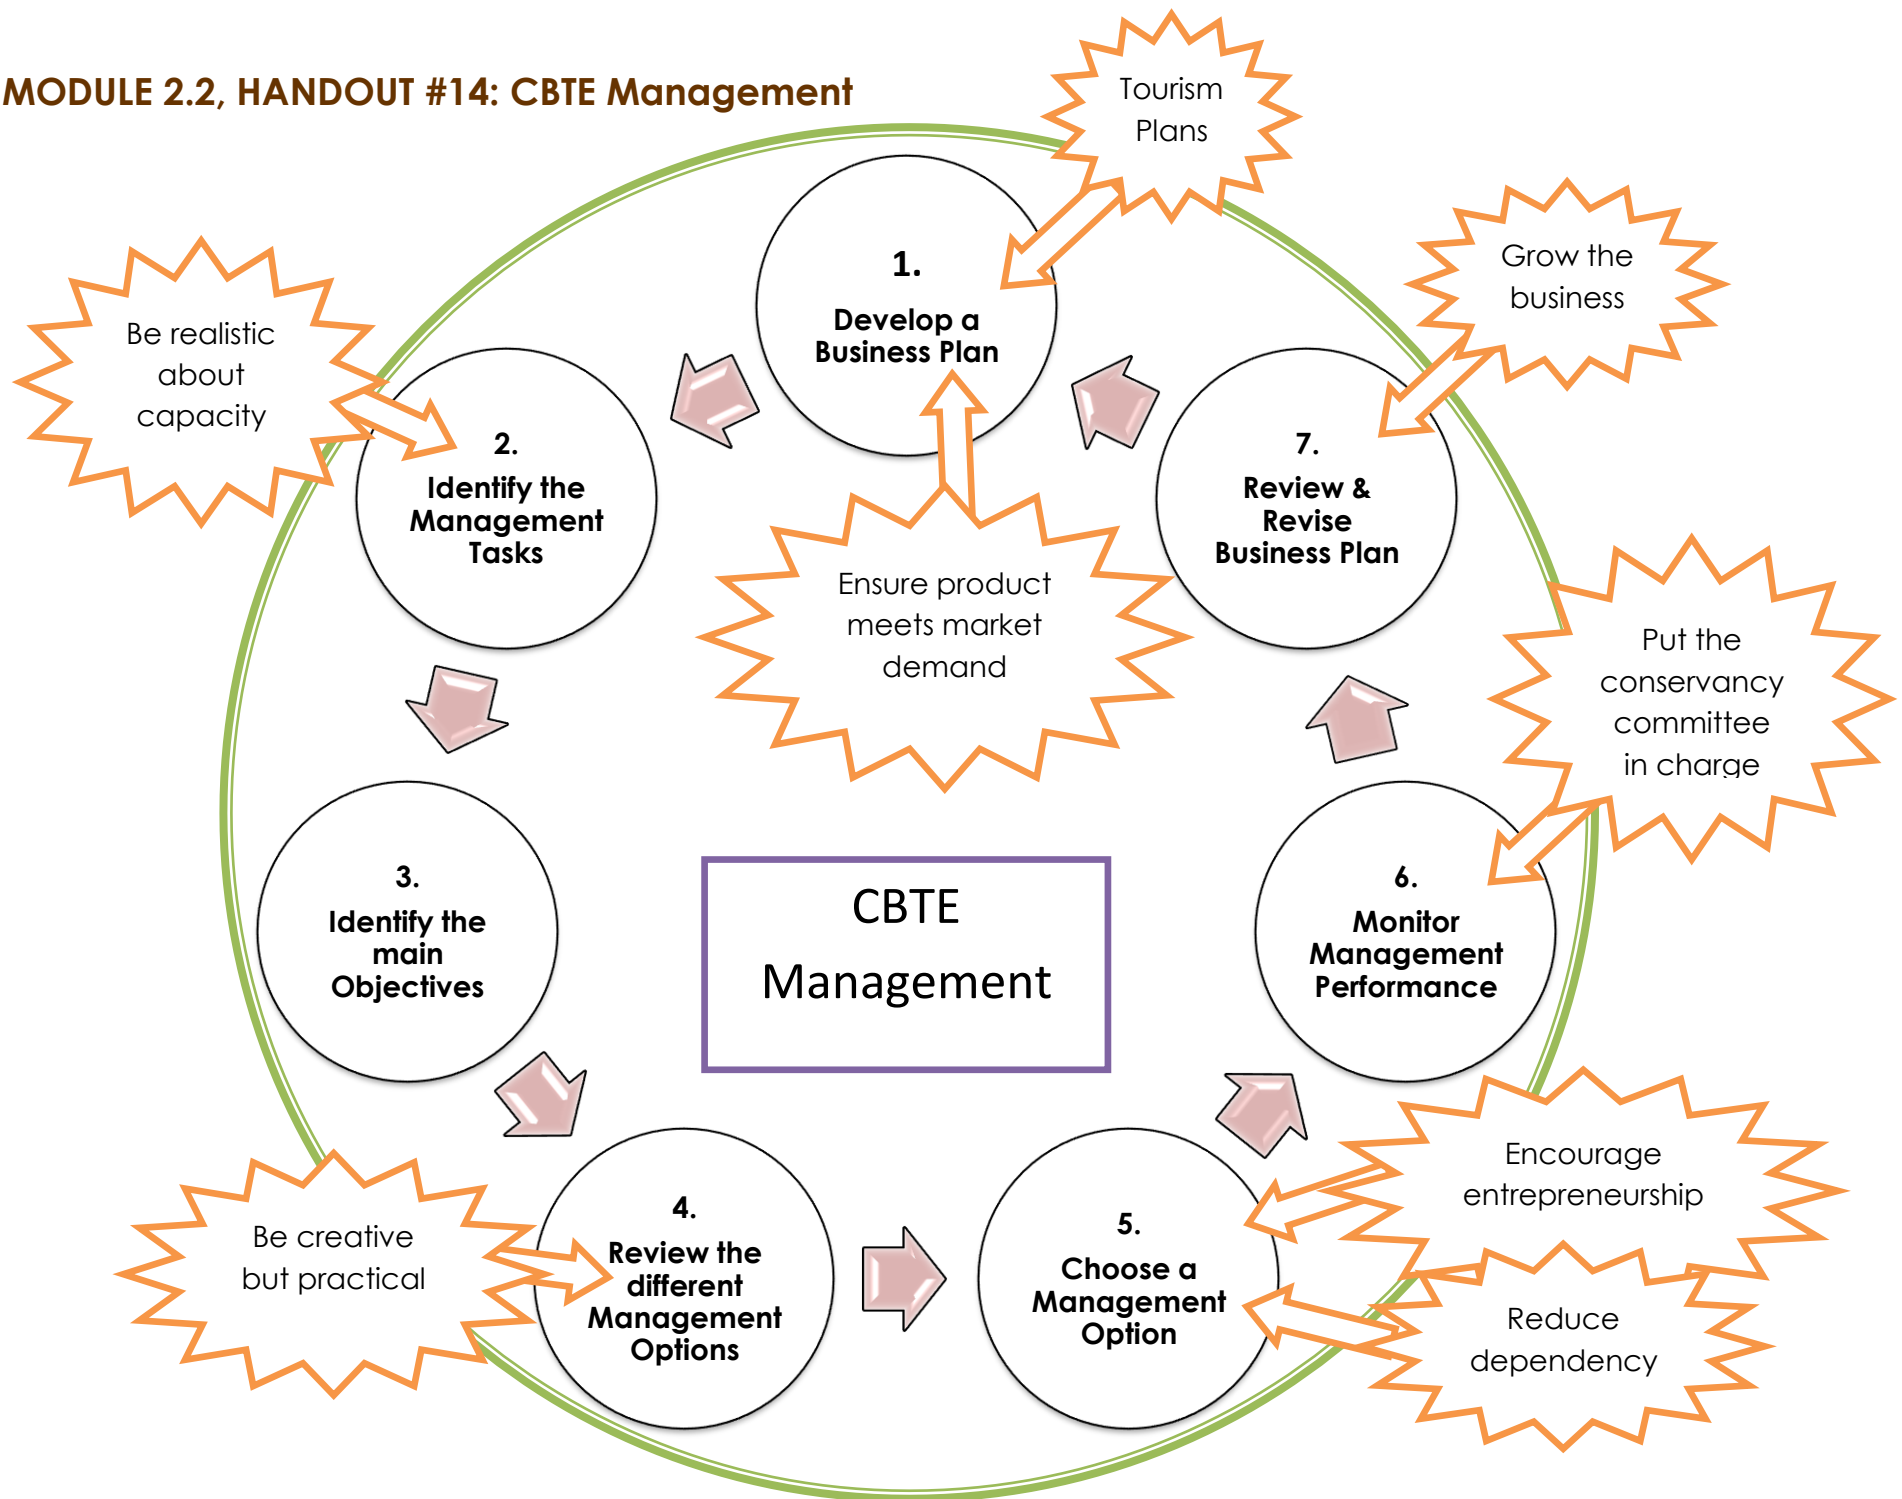 MODULE 2.2, HANDOUT #14: CBTE Management
Tourism
Plans
1.
Develop a
Business Plan
Grow the
business
Be realistic
about
capacity
2.
Identify the
Management
Tasks
7.
Review &
Revise
Business Plan
Ensure product
meets market
demand
Put the
conservancy
committee
in charge
3.
Identify the
main
Objectives
CBTE
Management
6.
Monitor
Management
Performance
Be creative
but practical
4.
Review the
different
Management
Options
5.
Choose a
Management
Option
Encourage
entrepreneurship
Reduce
dependency